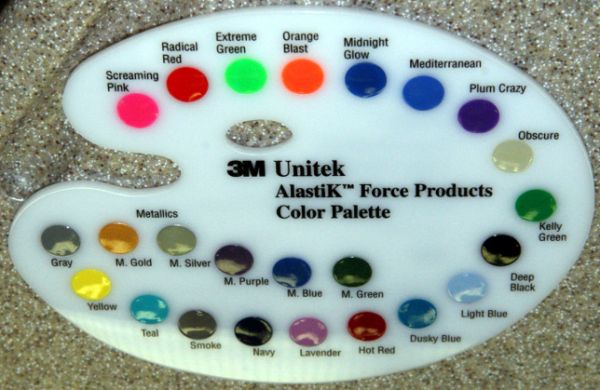 Screaming
Pink
Radical
Red
Extreme
Green
Orange
Blast
Midnight
Glow
Mediterranean
Plum Crazy
Obscure
Kelly
Green
Deep
Black
3M Unitek
AlastiK™ Force Products
Color Palette
Metallics
Gray
M. Gold
M. Silver
M. Purple
M. Blue
M. Green
Yellow
Teal
Smoke
Navy
Lavender
Hot Red
Dusky Blue
Light Blue